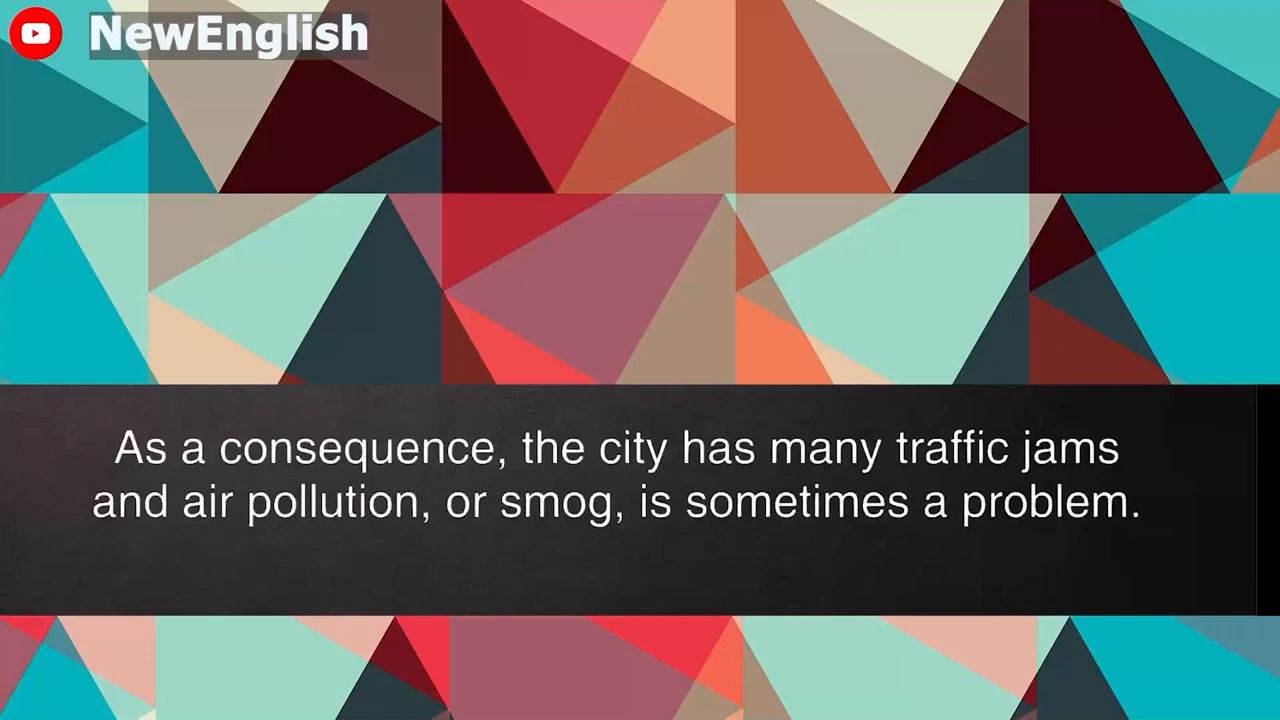 NewEnglish
As a consequence, the city has many traffic jams
and air pollution, or smog, is sometimes a problem.